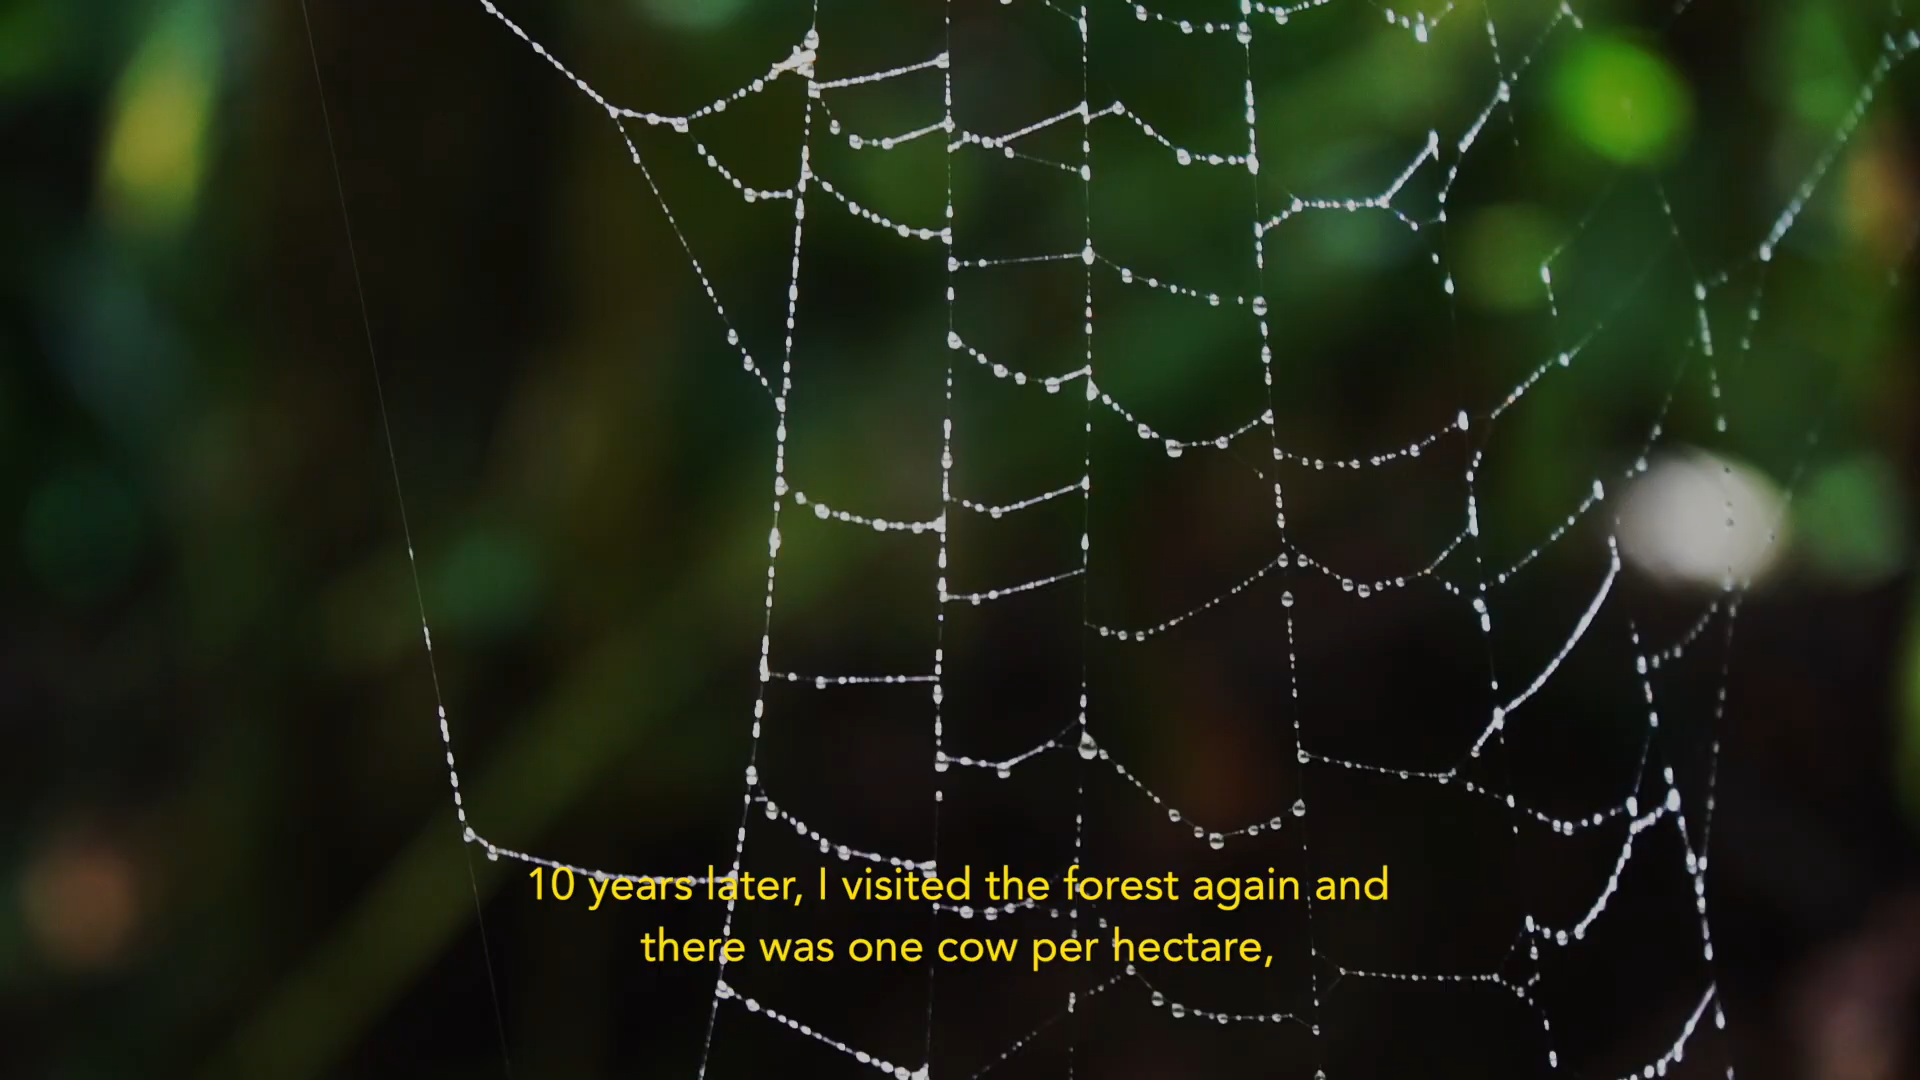 10 years later, I visited the forest again and
there was one cow per hectare,